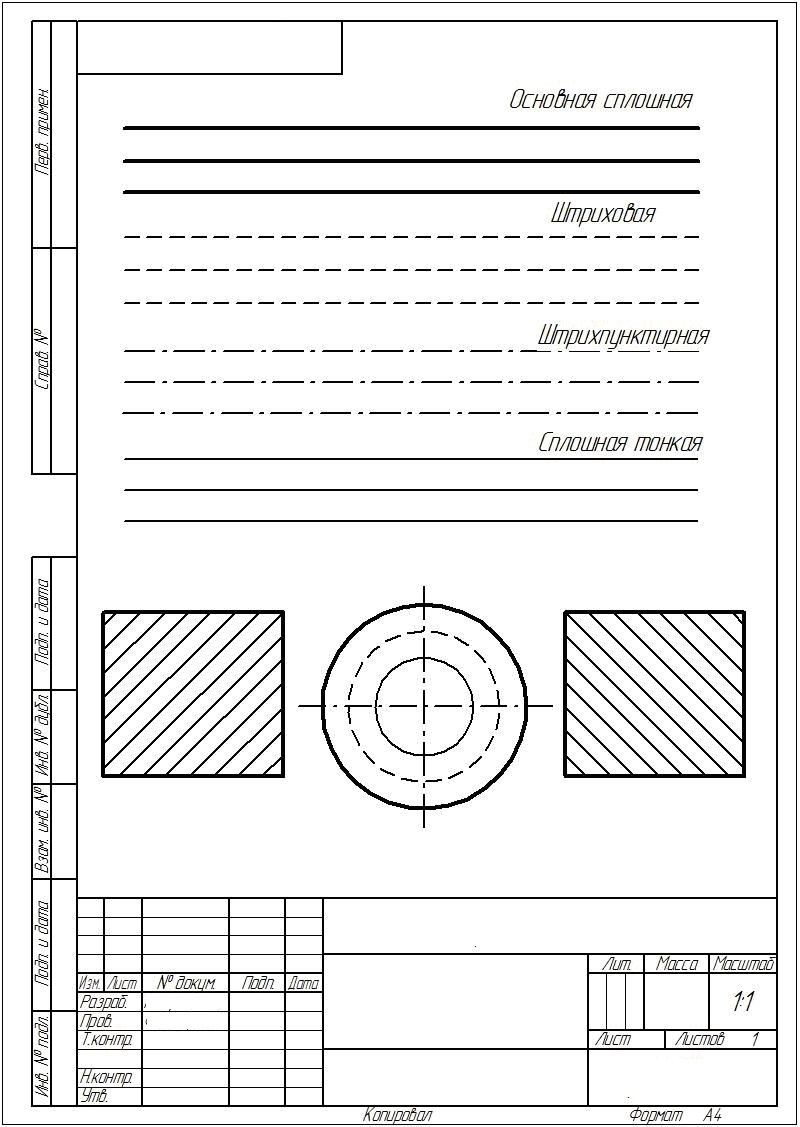 Основная сплошная
Штриховая
Штрихпунктирная
Сплошная тонкая
Перв. примен.
Справ. №
Подп. и дата
Инв. № дубл.
Взам. инв. №
Подп. и дата
Инв. № подл.
Лит. Масса Масштаб
Изм. Лист № докум. Подп. Дата
Разраб.
1:1
Пров.
Т.контр.
Лист Листов 1
Н.контр.
Утв.
Копировал Формат А4